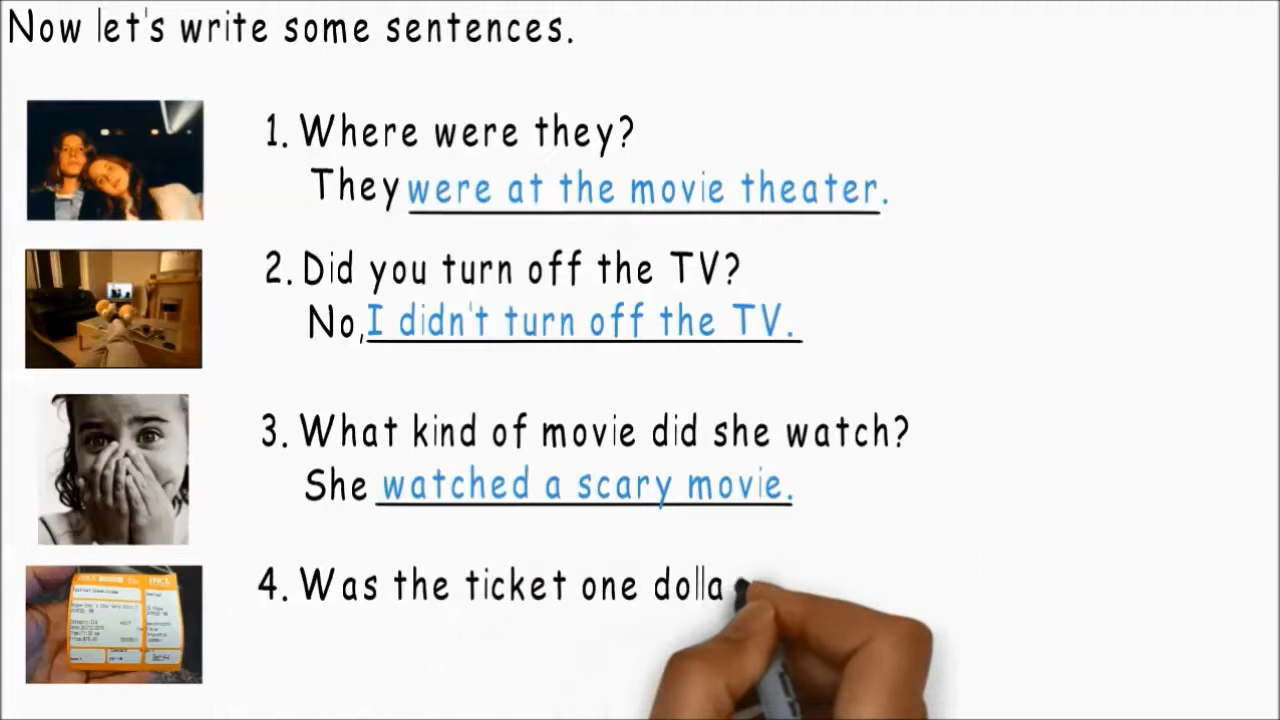 Now let's write some sentences.
1. Where were they?
They were at the movie theater.
2. Did you turn off the TV?
No, I didn't turn off the TV.
3. What kind of movie did she watch?
She watched a scary movie.
4. Was the ticket one dolla